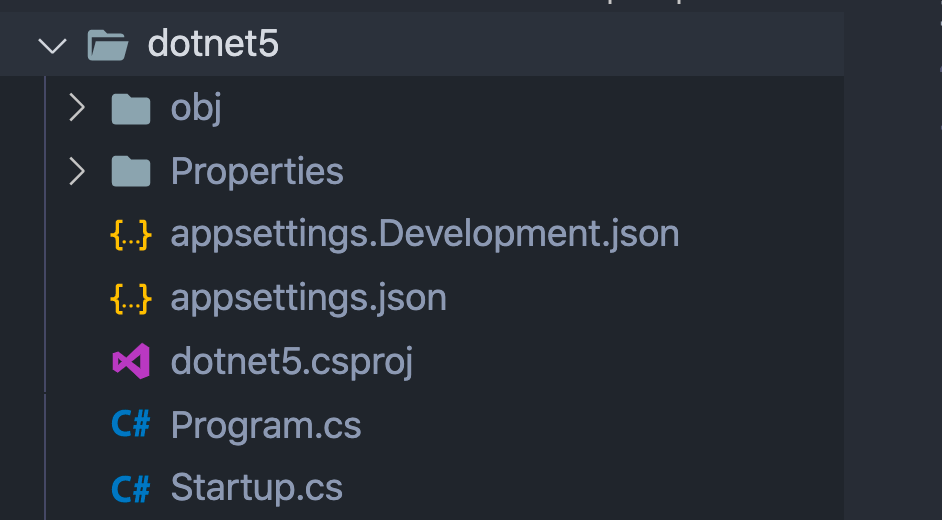 dotnet5
obj
Properties
{...} appsettings.Development.json
{...} appsettings.json
dotnet5.csproj
C# Program.cs
C# Startup.cs